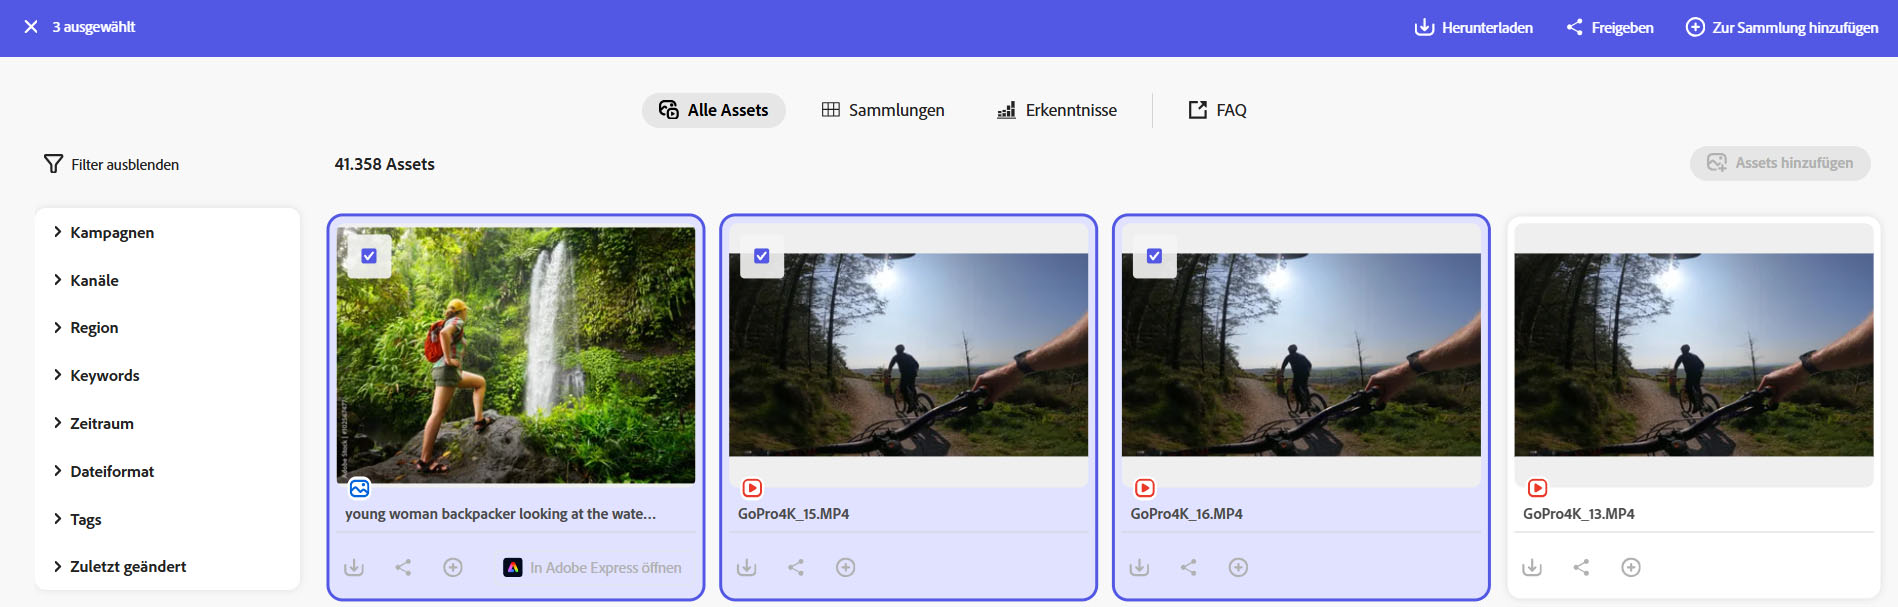 3 ausgewählt
Herunterladen
Freigeben
Zur Sammlung hinzufügen
Alle Assets
Sammlungen
Erkenntnisse
FAQ
Filter ausblenden
41.358 Assets
Assets hinzufügen
Kampagnen
Kanäle
Region
Keywords
Zeitraum
Dateiformat
Tags
Zuletzt geändert
young woman backpacker looking at the wate...
In Adobe Express öffnen
GoPro4K_15.MP4
GoPro4K_16.MP4
GoPro4K_13.MP4
Adobe Stock